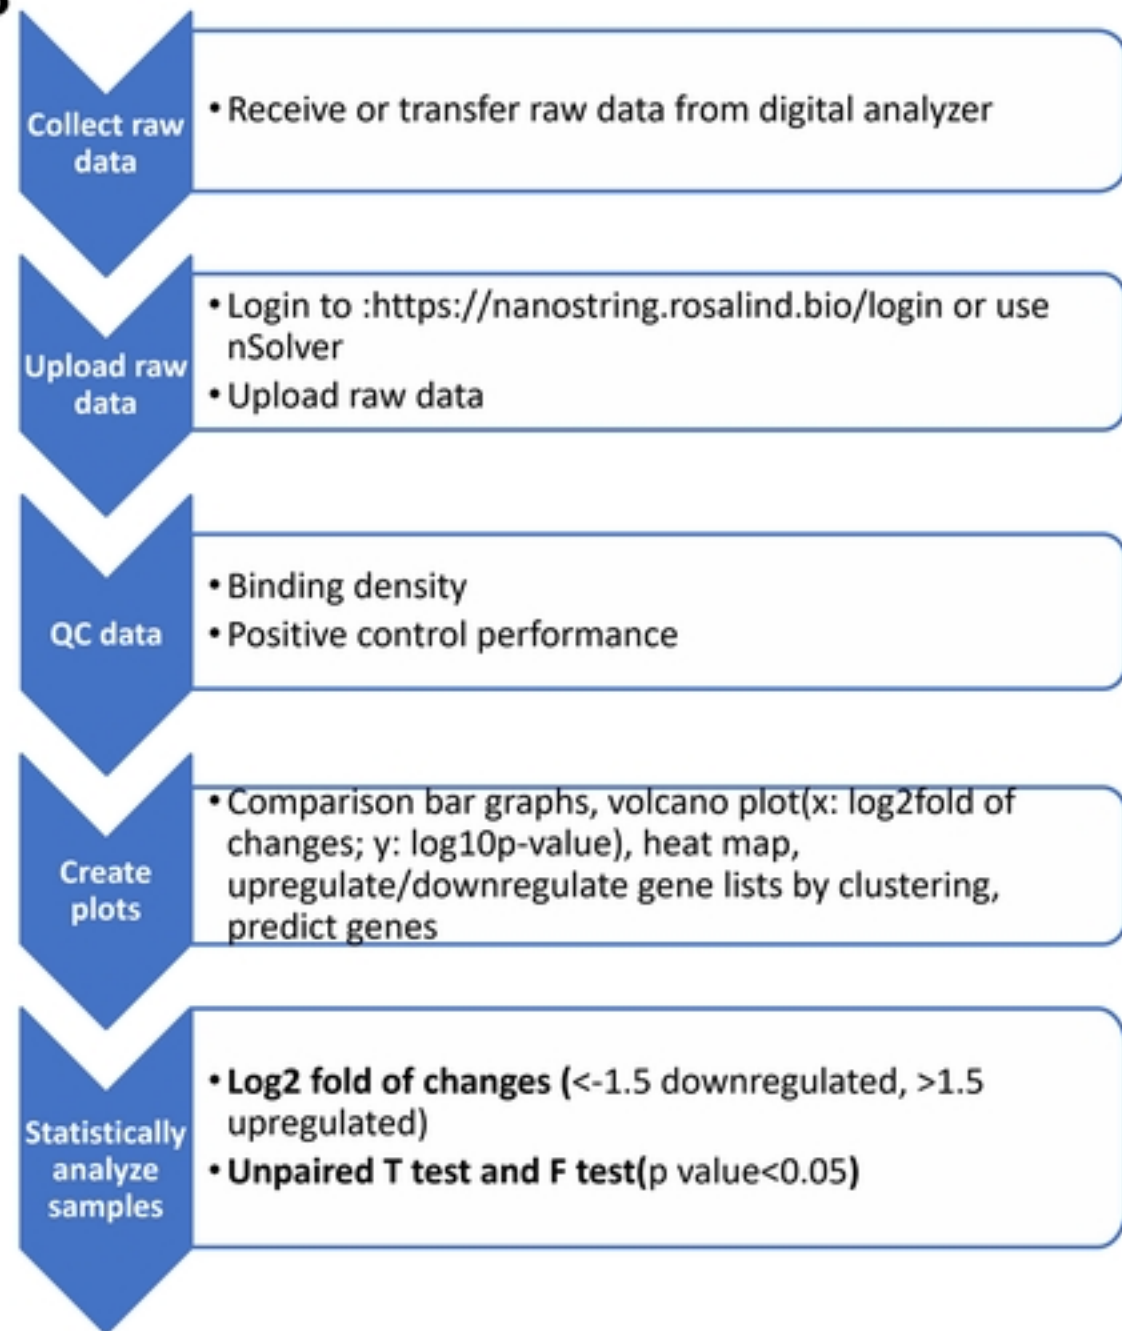 Collect raw
data
• Receive or transfer raw data from digital analyzer
Upload raw
data
• Login to :https://nanostring.rosalind.bio/login or use
nSolver
• Upload raw data
QC data
• Binding density
• Positive control performance
Create
plots
• Comparison bar graphs, volcano plot(x: log2fold of
changes; y: log10p-value), heat map,
upregulate/downregulate gene lists by clustering,
predict genes
Statistically
analyze
samples
• Log2 fold of changes (<-1.5 downregulated, >1.5
upregulated)
• Unpaired T test and F test(p value<0.05)